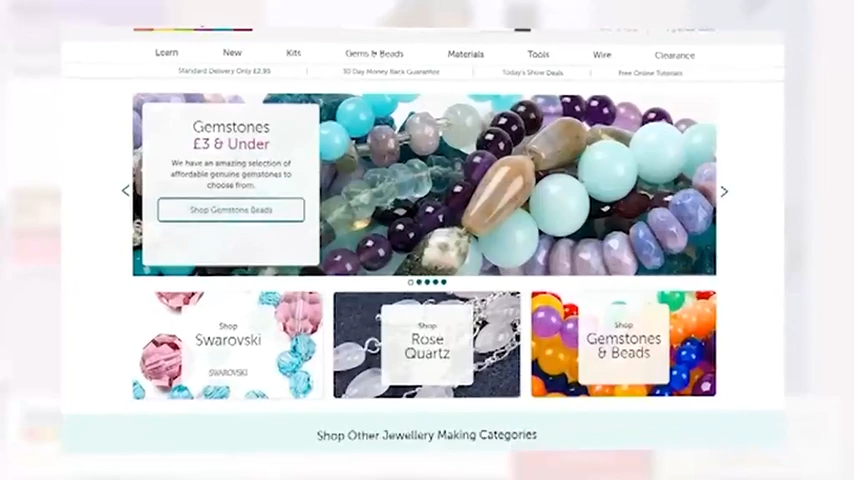 Learn New Kits Gems & Beads Materials Tools Wire Clearance
Standard Delivery Only £2.95 30 Day Money Back Guarantee Today's Show Deals Free Online Tutorials
Gemstones
£3 & Under
We have an amazing selection of
affordable genuine gemstones to
choose from.
Shop Gemstone Beads
Shop
Swarovski
SWAROVSKI
Shop
Rose
Quartz
Shop
Gemstones
& Beads
Shop Other Jewellery Making Categories